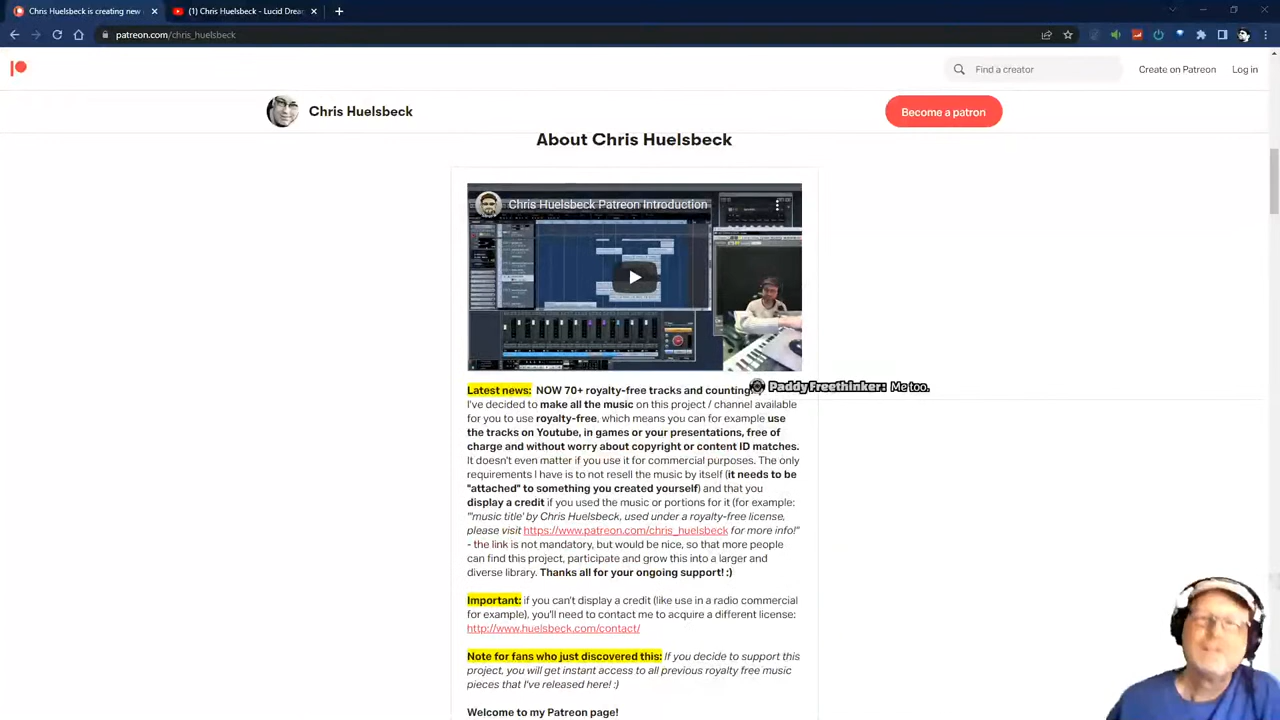 Chris Huelsbeck is creating new
(1) Chris Huelsbeck - Lucid Drea
patreon.com/chris_huelsbeck
Find a creator
Create on Patreon
Log in
Chris Huelsbeck
Become a patron
About Chris Huelsbeck
Chris Huelsbeck Patreon Introduction
Latest news: NOW 70+ royalty-free tracks and counting
I've decided to make all the music on this project / channel available
for you to use royalty-free, which means you can for example use
the tracks on Youtube, in games or your presentations, free of
charge and without worry about copyright or content ID matches.
It doesn't even matter if you use it for commercial purposes. The only
requirements I have is to not resell the music by itself (it needs to be
"attached" to something you created yourself) and that you
display a credit if you used the music or portions for it (for example:
"'music title' by Chris Huelsbeck, used under a royalty-free license,
please visit https://www.patreon.com/chris_huelsbeck for more info!"
- the link is not mandatory, but would be nice, so that more people
can find this project, participate and grow this into a larger and
diverse library. Thanks all for your ongoing support! :)
Paddy Freethinker: Me too.
Important: if you can't display a credit (like use in a radio commercial
for example), you'll need to contact me to acquire a different license:
http://www.huelsbeck.com/contact/
Note for fans who just discovered this: If you decide to support this
project, you will get instant access to all previous royalty free music
pieces that I've released here! :)
Welcome to my Patreon page!